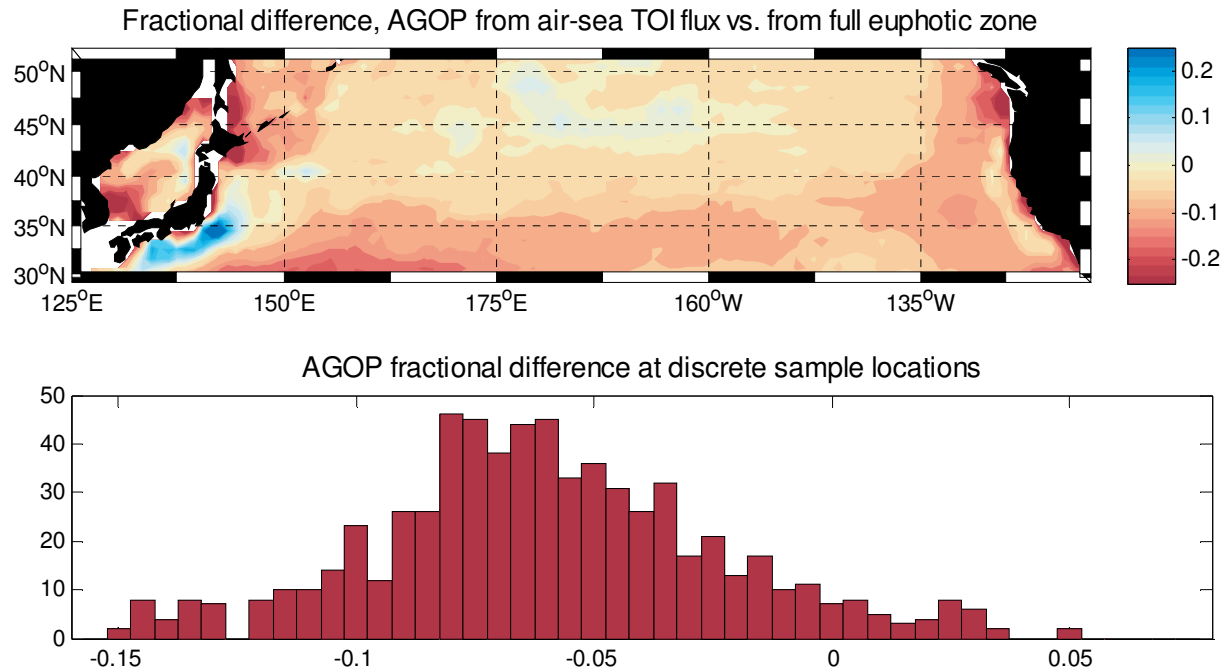 Fractional difference, AGOP from air-sea TOI flux vs. from full euphotic zone
50°N
45°N
40°N
35°N
30°N
125°E 150°E 175°E 160°W 135°W
0.2
0.1
0
-0.1
-0.2
AGOP fractional difference at discrete sample locations
50
40
30
20
10
0
-0.15 -0.1 -0.05 0 0.05